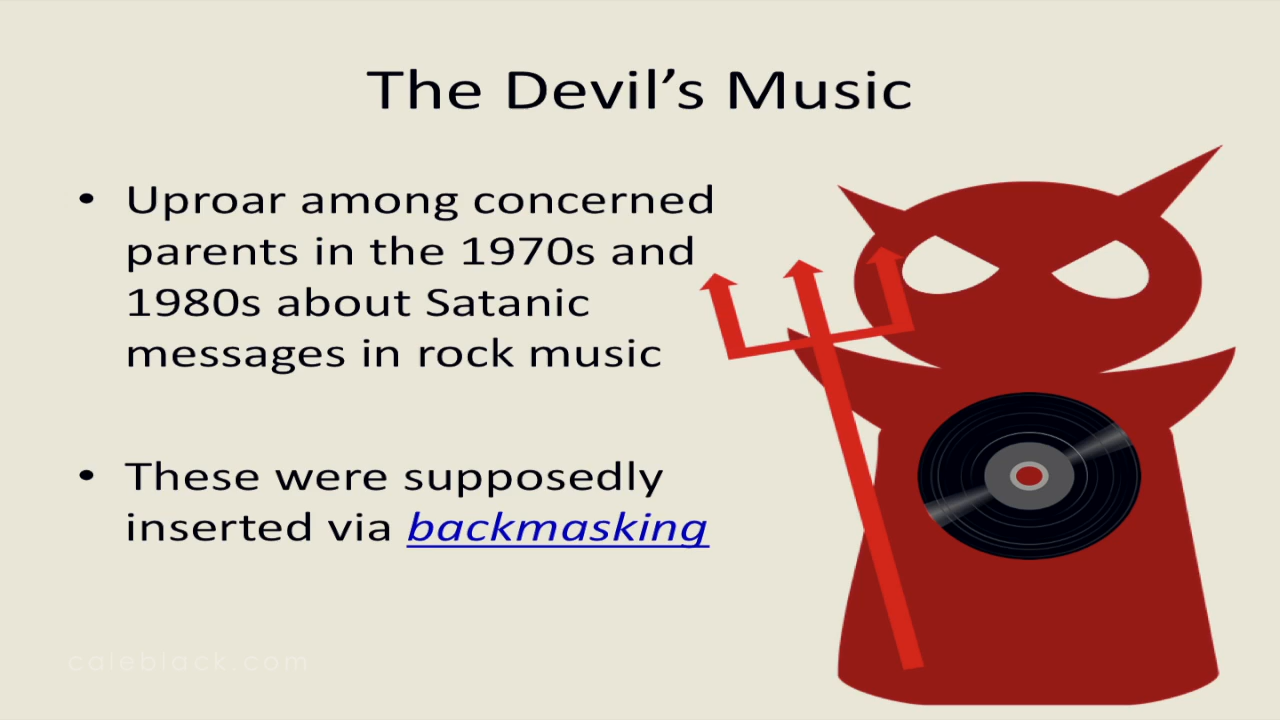 The Devil’s Music
• Uproar among concerned
parents in the 1970s and
1980s about Satanic
messages in rock music
• These were supposedly
inserted via backmasking
caleblack.com